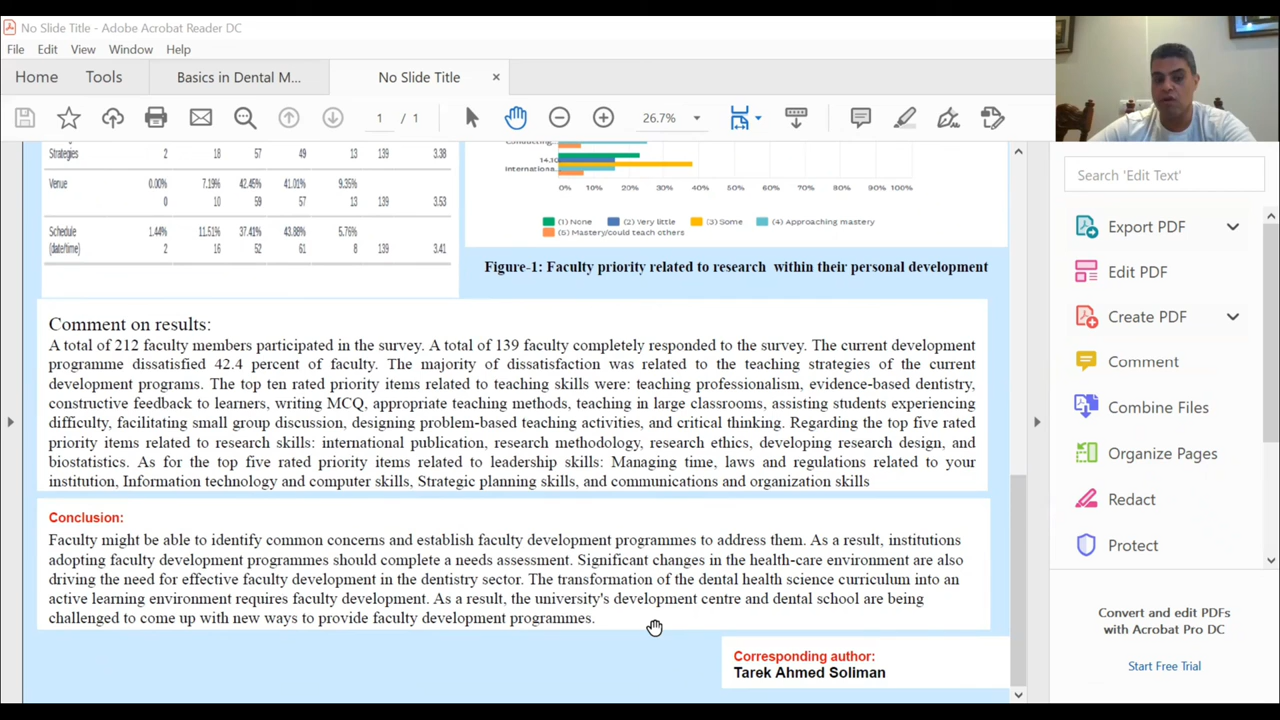 No Slide Title - Adobe Acrobat Reader DC
File Edit View Window Help
Home Tools Basics in Dental M... No Slide Title ×
1 / 1 26.7%
Strategies 2 18 57 49 13 139 3.38
Venue 0.00% 7.19% 42.45% 41.01% 9.35%
0 10 59 57 13 139 3.53
Schedule 1.44% 11.51% 37.41% 43.88% 5.76%
(date/time) 2 16 52 61 8 139 3.41
14.10
Internationa...
0% 10% 20% 30% 40% 50% 60% 70% 80% 90% 100%
(1) None (2) Very little (3) Some (4) Approaching mastery
(5) Mastery/could teach others
Figure-1: Faculty priority related to research within their personal development
Comment on results:
A total of 212 faculty members participated in the survey. A total of 139 faculty completely responded to the survey. The current development
programme dissatisfied 42.4 percent of faculty. The majority of dissatisfaction was related to the teaching strategies of the current
development programs. The top ten rated priority items related to teaching skills were: teaching professionalism, evidence-based dentistry,
constructive feedback to learners, writing MCQ, appropriate teaching methods, teaching in large classrooms, assisting students experiencing
difficulty, facilitating small group discussion, designing problem-based teaching activities, and critical thinking. Regarding the top five rated
priority items related to research skills: international publication, research methodology, research ethics, developing research design, and
biostatistics. As for the top five rated priority items related to leadership skills: Managing time, laws and regulations related to your
institution, Information technology and computer skills, Strategic planning skills, and communications and organization skills
Conclusion:
Faculty might be able to identify common concerns and establish faculty development programmes to address them. As a result, institutions
adopting faculty development programmes should complete a needs assessment. Significant changes in the health-care environment are also
driving the need for effective faculty development in the dentistry sector. The transformation of the dental health science curriculum into an
active learning environment requires faculty development. As a result, the university's development centre and dental school are being
challenged to come up with new ways to provide faculty development programmes.
Corresponding author:
Tarek Ahmed Soliman
Search 'Edit Text'
Export PDF
Edit PDF
Create PDF
Comment
Combine Files
Organize Pages
Redact
Protect
Convert and edit PDFs
with Acrobat Pro DC
Start Free Trial